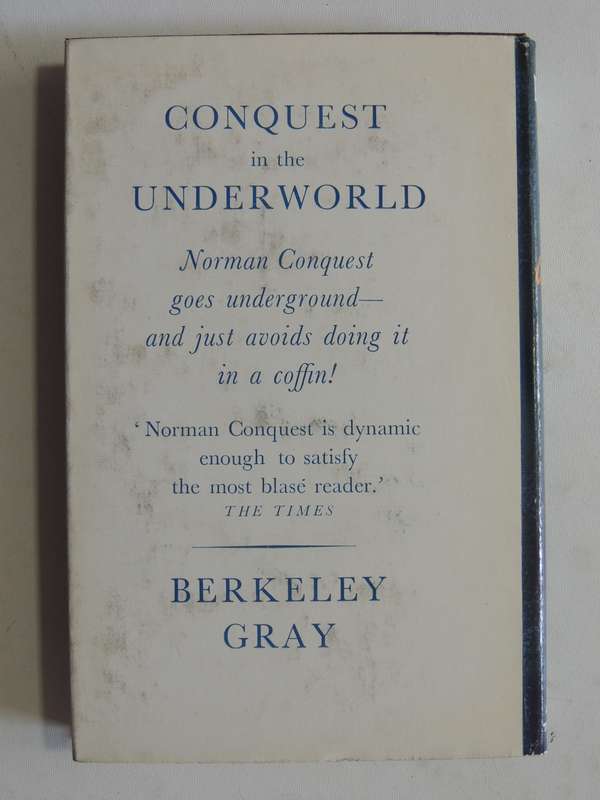 CONQUEST
in the
UNDERWORLD
Norman Conquest
goes underground—
and just avoids doing it
in a coffin!
‘Norman Conquest is dynamic
enough to satisfy
the most blasé reader.’
THE TIMES
BERKELEY
GRAY